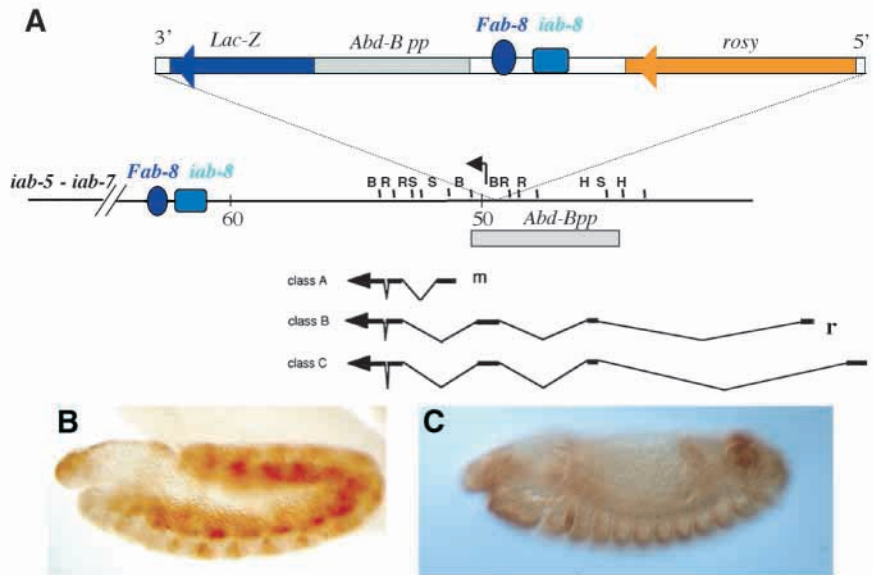 A
3’ Lac-Z Abd-B pp Fab-8 iab-8 rosy 5’
iab-5 - iab-7 Fab-8 iab-8 B R R S S B B R R H S H
60 50
Abd-Bpp
class A m
class B r
class C
B C